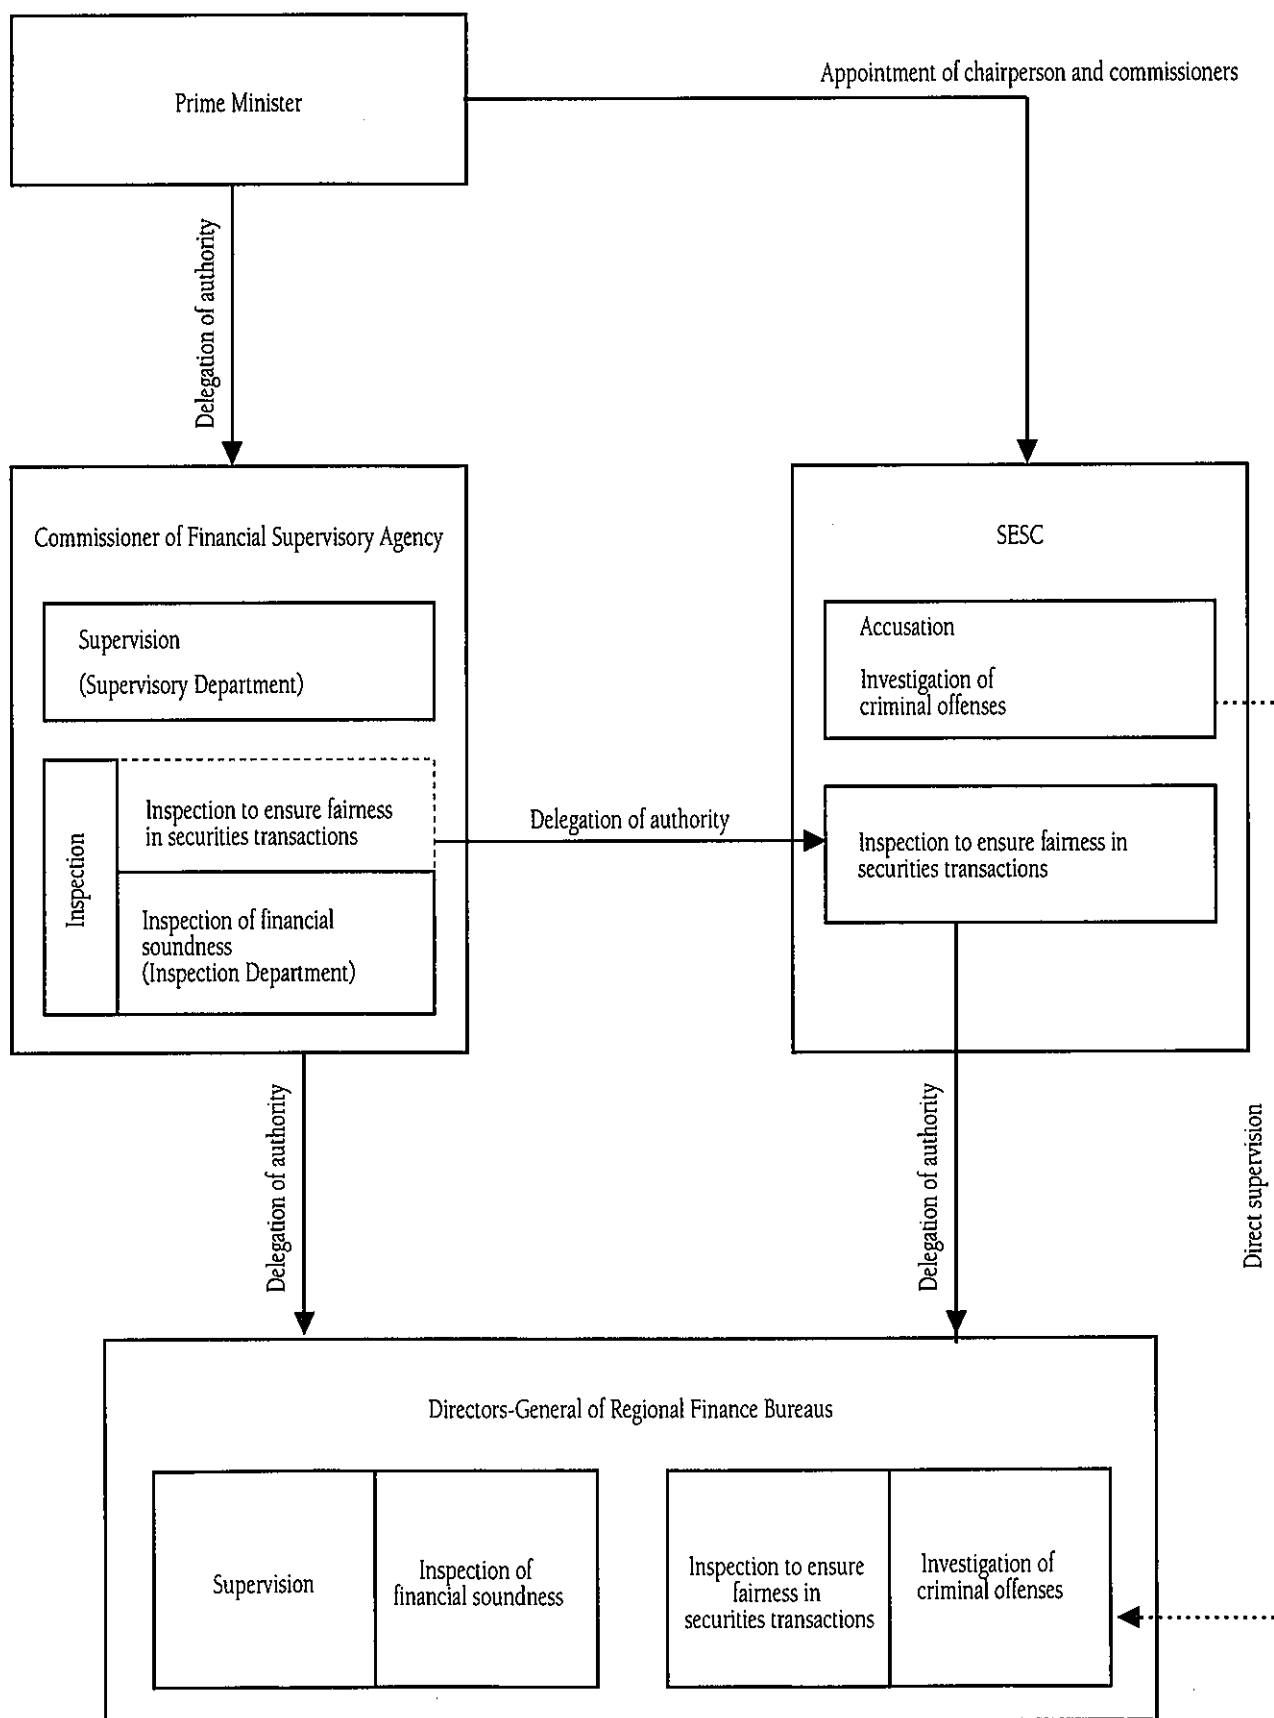 Appointment of chairperson and commissioners
Prime Minister
Delegation of authority
Commissioner of Financial Supervisory Agency
Supervision
(Supervisory Department)
Inspection
Inspection to ensure fairness
in securities transactions
Inspection of financial
soundness
(Inspection Department)
Delegation of authority
SESC
Accusation
Investigation of
criminal offenses
Inspection to ensure fairness in
securities transactions
Delegation of authority
Delegation of authority
Direct supervision
Directors-General of Regional Finance Bureaus
Supervision
Inspection of
financial soundness
Inspection to ensure
fairness in
securities transactions
Investigation of
criminal offenses